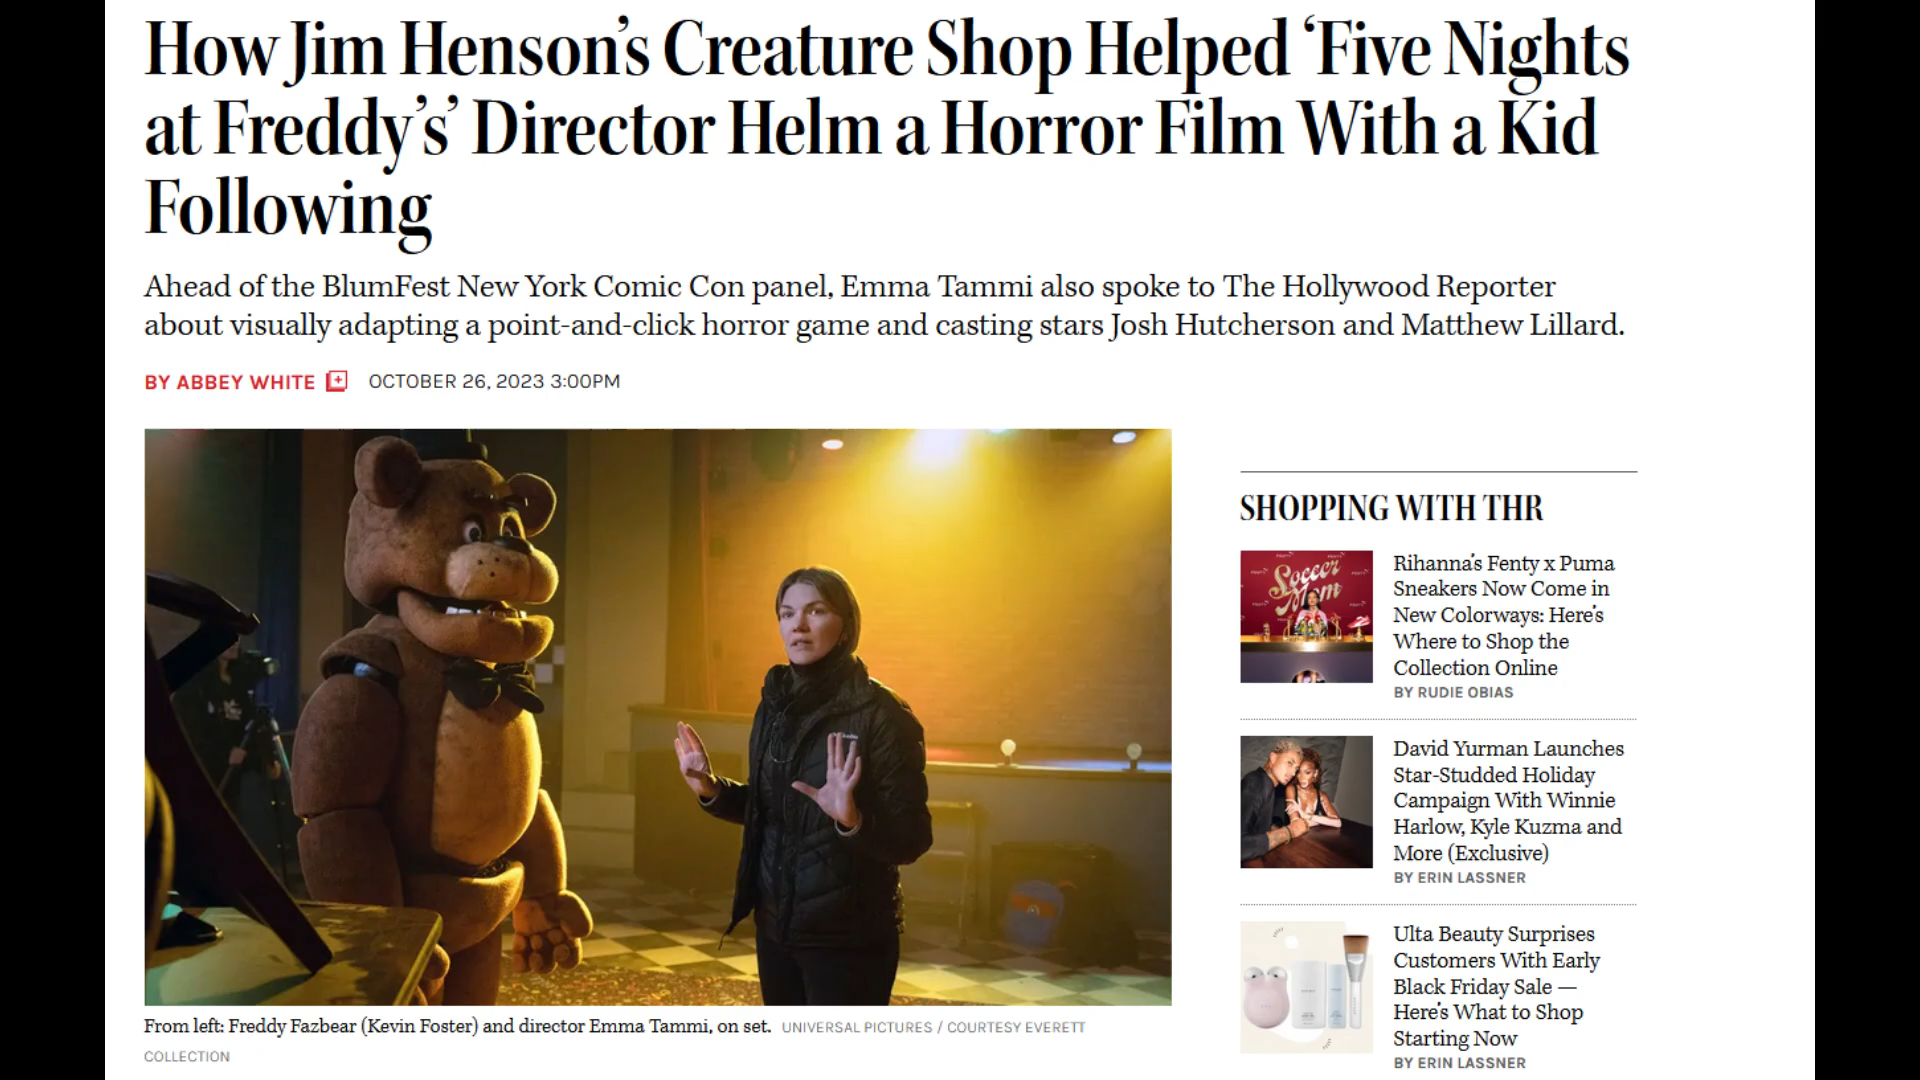 How Jim Henson’s Creature Shop Helped ‘Five Nights
at Freddy’s’ Director Helm a Horror Film With a Kid
Following
Ahead of the BlumFest New York Comic Con panel, Emma Tammi also spoke to The Hollywood Reporter
about visually adapting a point-and-click horror game and casting stars Josh Hutcherson and Matthew Lillard.
BY ABBEY WHITE OCTOBER 26, 2023 3:00PM
From left: Freddy Fazbear (Kevin Foster) and director Emma Tammi, on set. UNIVERSAL PICTURES / COURTESY EVERETT
COLLECTION
SHOPPING WITH THR
Soccer
Mom
Rihanna’s Fenty x Puma
Sneakers Now Come in
New Colorways: Here’s
Where to Shop the
Collection Online
BY RUDIE OBIAS
David Yurman Launches
Star-Studded Holiday
Campaign With Winnie
Harlow, Kyle Kuzma and
More (Exclusive)
BY ERIN LASSNER
Ulta Beauty Surprises
Customers With Early
Black Friday Sale —
Here’s What to Shop
Starting Now
BY ERIN LASSNER